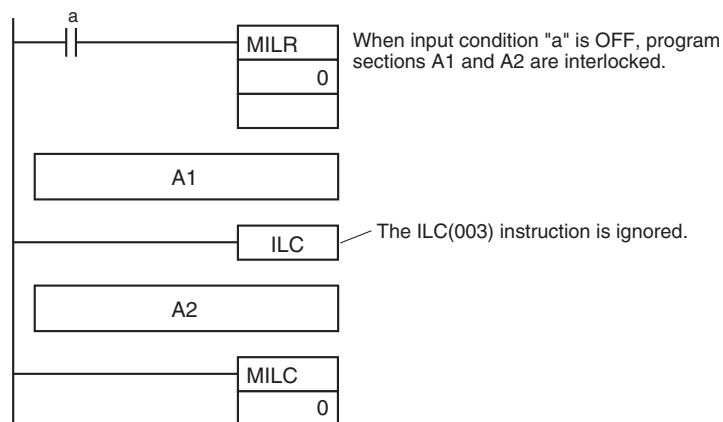 a
MILR
0
When input condition "a" is OFF, program
sections A1 and A2 are interlocked.
A1
ILC
The ILC(003) instruction is ignored.
A2
MILC
0